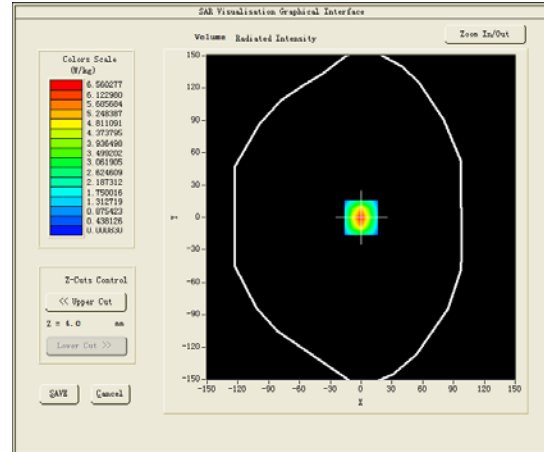 SAR Visualisation Graphical Interface
Volume Radiated Intensity
Zoom In/Out
Colors Scale
(W/kg)
6.560277
6.122980
5.685684
5.248387
4.811091
4.373795
3.936498
3.499202
3.061905
2.624609
2.187312
1.750016
1.312719
0.875423
0.438126
0.000830
Z-Cuts Control
<< Upper Cut
Z = 4.0 mm
Lower Cut >>
SAVE
Cancel
150
120
90
60
30
Y
0
-30
-60
-90
-120
-150
-150 -120 -90 -60 -30 0 30 60 90 120 150
X